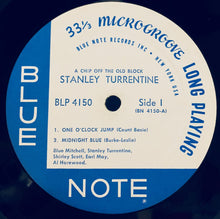 33⅓ MICROGROOVE LONG PLAYING
BLUE NOTE RECORDS INC • NEW YORK USA
A CHIP OFF THE OLD BLOCK
STANLEY TURRENTINE
BLP 4150 Side 1
(BN 4150-A)
BLUE
1. ONE O'CLOCK JUMP (Count Basie)
2. MIDNIGHT BLUE (Burke-Leslie)
Blue Mitchell, Stanley Turrentine,
Shirley Scott, Earl May,
Al Harewood.
NOTE